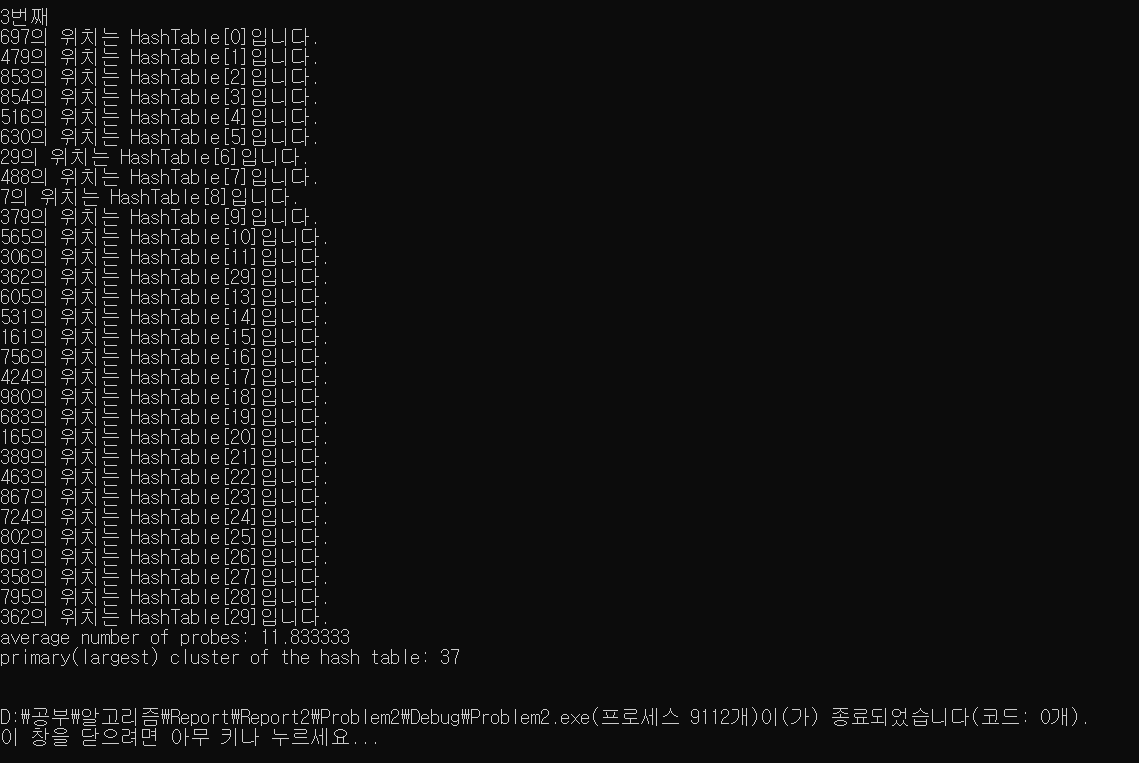 3번째
697의 위치는 HashTable[0]입니다.
479의 위치는 HashTable[1]입니다.
853의 위치는 HashTable[2]입니다.
854의 위치는 HashTable[3]입니다.
516의 위치는 HashTable[4]입니다.
630의 위치는 HashTable[5]입니다.
29의 위치는 HashTable[6]입니다.
488의 위치는 HashTable[7]입니다.
7의 위치는 HashTable[8]입니다.
379의 위치는 HashTable[9]입니다.
565의 위치는 HashTable[10]입니다.
306의 위치는 HashTable[11]입니다.
362의 위치는 HashTable[29]입니다.
605의 위치는 HashTable[13]입니다.
531의 위치는 HashTable[14]입니다.
161의 위치는 HashTable[15]입니다.
756의 위치는 HashTable[16]입니다.
424의 위치는 HashTable[17]입니다.
980의 위치는 HashTable[18]입니다.
683의 위치는 HashTable[19]입니다.
165의 위치는 HashTable[20]입니다.
389의 위치는 HashTable[21]입니다.
463의 위치는 HashTable[22]입니다.
867의 위치는 HashTable[23]입니다.
724의 위치는 HashTable[24]입니다.
802의 위치는 HashTable[25]입니다.
691의 위치는 HashTable[26]입니다.
358의 위치는 HashTable[27]입니다.
795의 위치는 HashTable[28]입니다.
362의 위치는 HashTable[29]입니다.
average number of probes: 11.833333
primary(largest) cluster of the hash table: 37
D:₩공부₩알고리즘₩Report₩Report2₩Problem2₩Debug₩Problem2.exe(프로세스 9112개)이(가) 종료되었습니다(코드: 0개).
이 창을 닫으려면 아무 키나 누르세요...